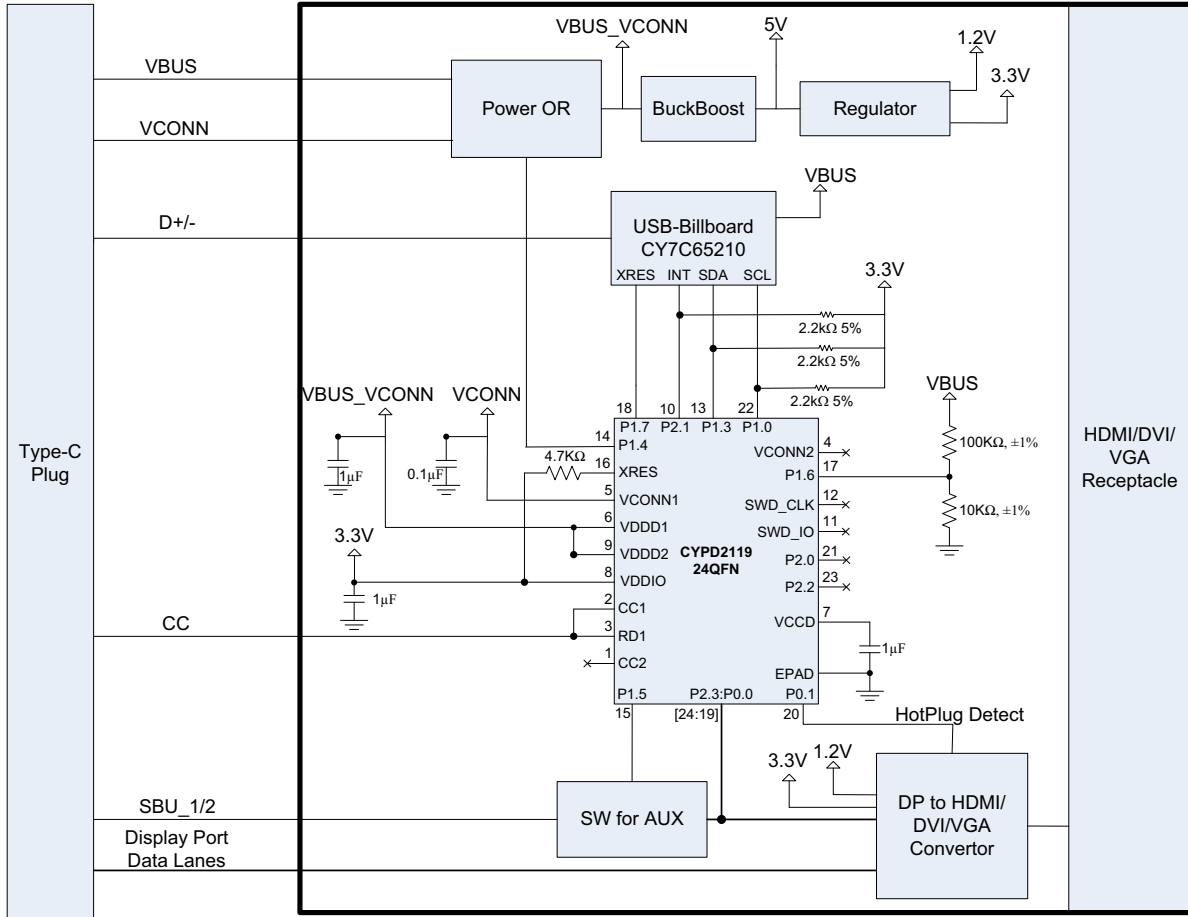 VBUS_VCONN
5V
1.2V
3.3V
VBUS
VCONN
Power OR
BuckBoost
Regulator
VBUS
D+/-
USB-Billboard
CY7C65210
XRES INT SDA SCL
3.3V
2.2kΩ 5%
2.2kΩ 5%
2.2kΩ 5%
VBUS_VCONN
VCONN
VBUS
18 10 13 22
P1.7 P2.1 P1.3 P1.0
Type-C
Plug
HDMI/DVI/
VGA
Receptacle
1µF
0.1µF
4.7KΩ
14 P1.4
16 XRES
5 VCONN1
6 VDDD1
9 VDDD2
8 VDDIO
2 CC1
3 RD1
1 CC2
VCONN2 4
P1.6 17
SWD_CLK 12
SWD_IO 11
P2.0 21
P2.2 23
VCCD 7
EPAD
100KΩ, ±1%
10KΩ, ±1%
CYPD2119
24QFN
3.3V
1µF
1µF
CC
P1.5 P2.3:P0.0 P0.1
15 [24:19] 20
HotPlug Detect
3.3V
1.2V
SBU_1/2
SW for AUX
DP to HDMI/
DVI/VGA
Convertor
Display Port
Data Lanes